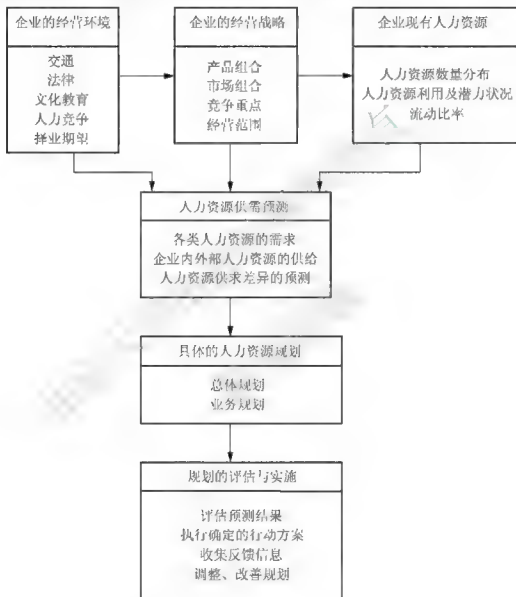 企业的经营环境
交通
法律
文化教育
人力竞争
择业期望
企业的经营战略
产品组合
市场组合
竞争重点
经营范围
企业现有人力资源
人力资源数量分布
人力资源利用及潜力状况
流动比率
人力资源供需预测
各类人力资源的需求
企业内外部人力资源的供给
人力资源供求差异的预测
具体的人力资源规划
总体规划
业务规划
规划的评估与实施
评估预测结果
执行确定的行动方案
收集反馈信息
调整、改善规划